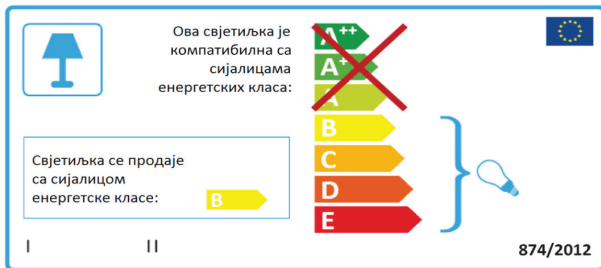 Ова свјетиљка је
компатибилна са
сијалицама
енергетских класа:
A++
A+
A
B
C
D
E
Свјетиљка се продаје
са сијалицом
енергетске класе:
B
I
II
874/2012